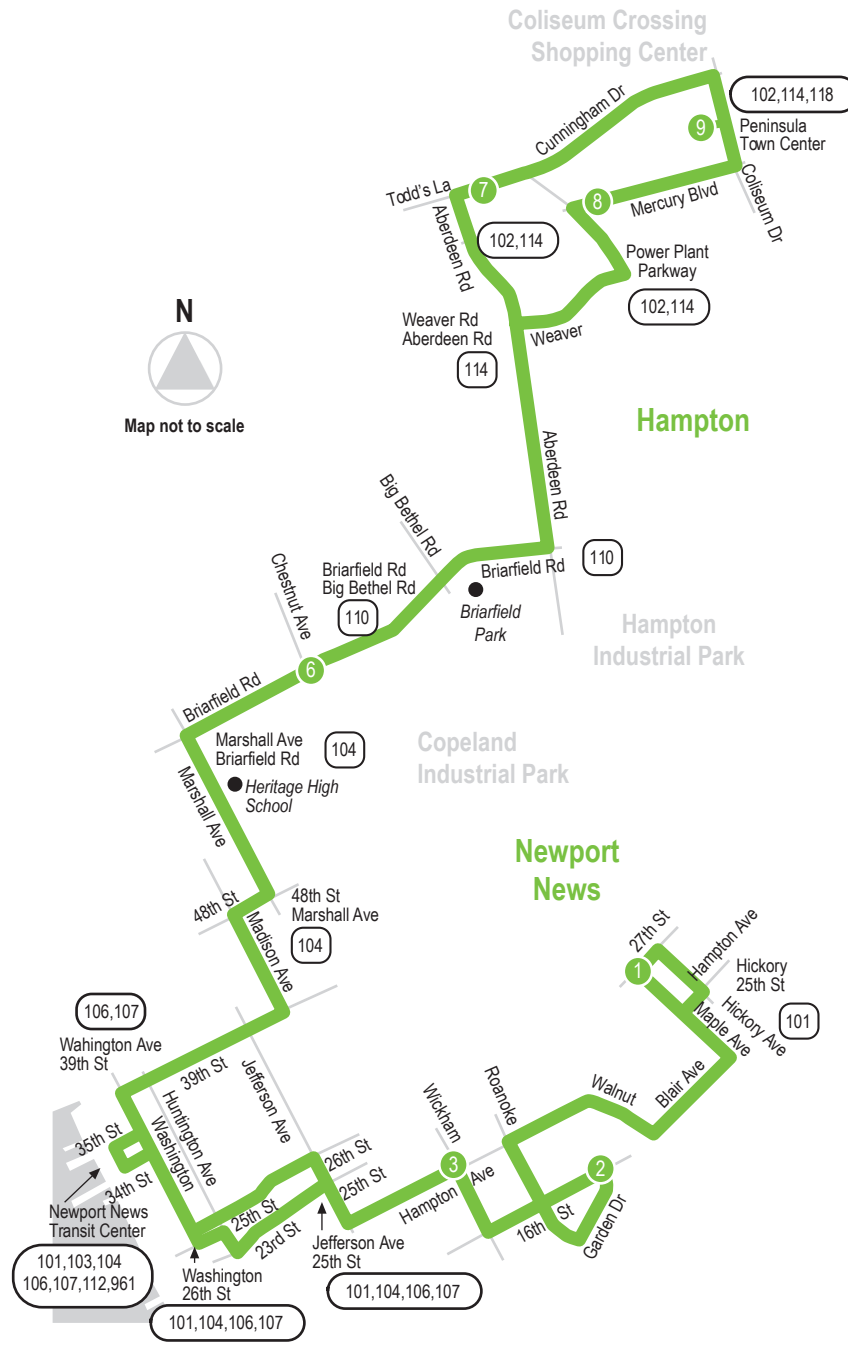 Coliseum Crossing
Shopping Center
102,114,118
Cunningham Dr
9
Peninsula
Town Center
7
Todd's La
8
Mercury Blvd
Coliseum Dr
Aberdeen Rd
102,114
Power Plant
Parkway
102,114
N
Map not to scale
Weaver Rd
Aberdeen Rd
114
Weaver
Hampton
Aberdeen Rd
Big Bethel Rd
Briarfield Rd
110
Chestnut Ave
Briarfield Rd
Big Bethel Rd
110
Briarfield
Park
Hampton
Industrial Park
6
Briarfield Rd
Marshall Ave
Briarfield Rd
104
Copeland
Industrial Park
Heritage High
School
Marshall Ave
Newport
News
48th St
48th St
Marshall Ave
104
Madison Ave
27th St
1
Hampton Ave
Hickory
25th St
101
Hickory Ave
Maple Ave
Blair Ave
Walnut
106,107
Wahington Ave
39th St
39th St
Jefferson Ave
Huntington Ave
Washington
35th St
34th St
Newport News
Transit Center
101,103,104
106,107,112,961
25th St
23rd St
26th St
25th St
Washington
26th St
101,104,106,107
Jefferson Ave
25th St
101,104,106,107
Wickham
3
Hampton Ave
Roanoke
2
16th St
Garden Dr